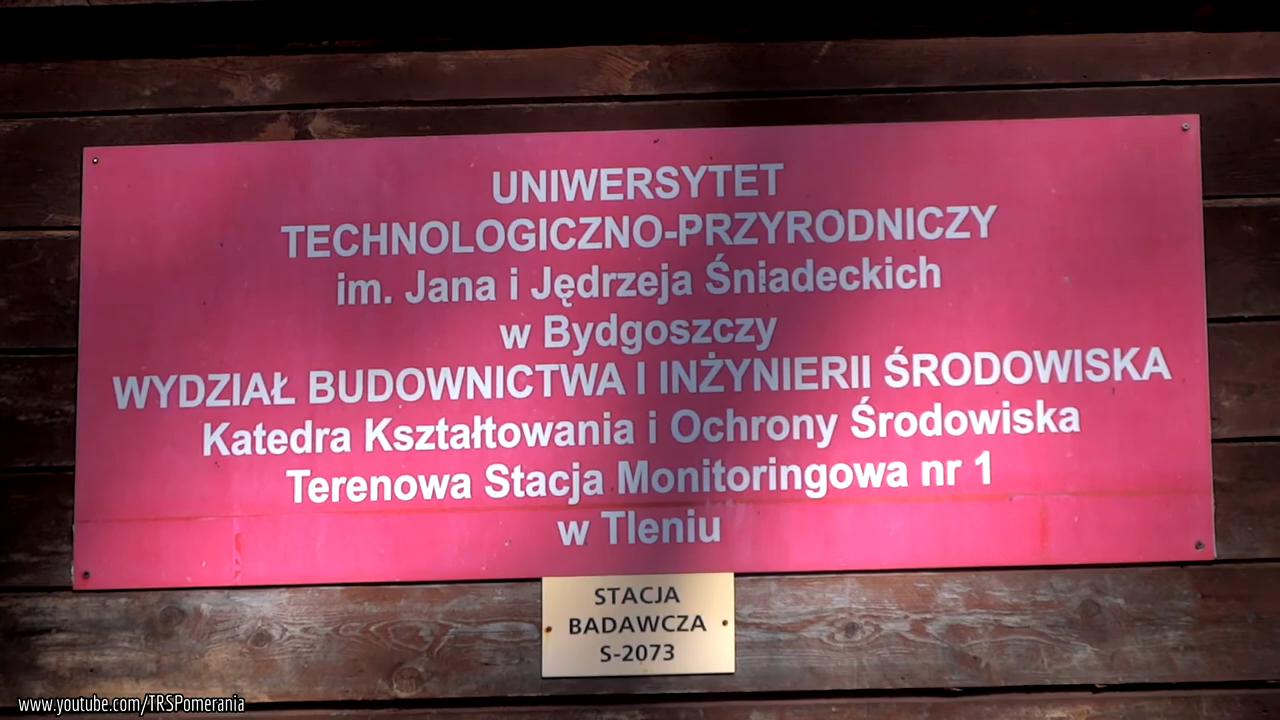 UNIWERSYTET
TECHNOLOGICZNO-PRZYRODNICZY
im. Jana i Jędrzeja Śniadeckich
w Bydgoszczy
WYDZIAŁ BUDOWNICTWA I INŻYNIERII ŚRODOWISKA
Katedra Kształtowania i Ochrony Środowiska
Terenowa Stacja Monitoringowa nr 1
w Tleniu
STACJA
BADAWCZA
S-2073
www.youtube.com/TRSPomerania